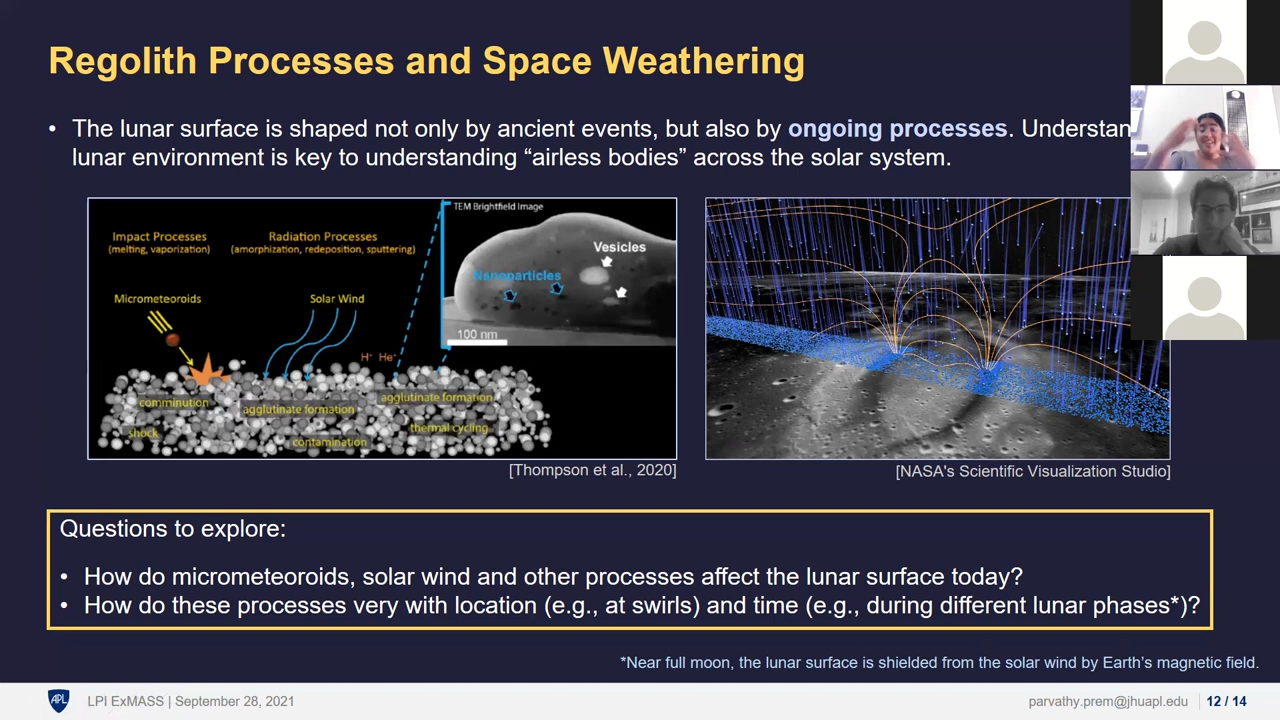 Regolith Processes and Space Weathering
• The lunar surface is shaped not only by ancient events, but also by ongoing processes. Understan
lunar environment is key to understanding “airless bodies” across the solar system.
Impact Processes
(melting, vaporization)
Radiation Processes
(amorphization, redeposition, sputtering)
Micrometeoroids
Solar Wind
H⁺ He⁺
comminution
shock
agglutinate formation
contamination
agglutinate formation
thermal cycling
TEM Brightfield Image
Vesicles
Nanoparticles
100 nm
[Thompson et al., 2020]
[NASA's Scientific Visualization Studio]
Questions to explore:
• How do micrometeoroids, solar wind and other processes affect the lunar surface today?
• How do these processes very with location (e.g., at swirls) and time (e.g., during different lunar phases*)?
*Near full moon, the lunar surface is shielded from the solar wind by Earth’s magnetic field.
APL
LPI ExMASS | September 28, 2021
parvathy.prem@jhuapl.edu
12 / 14